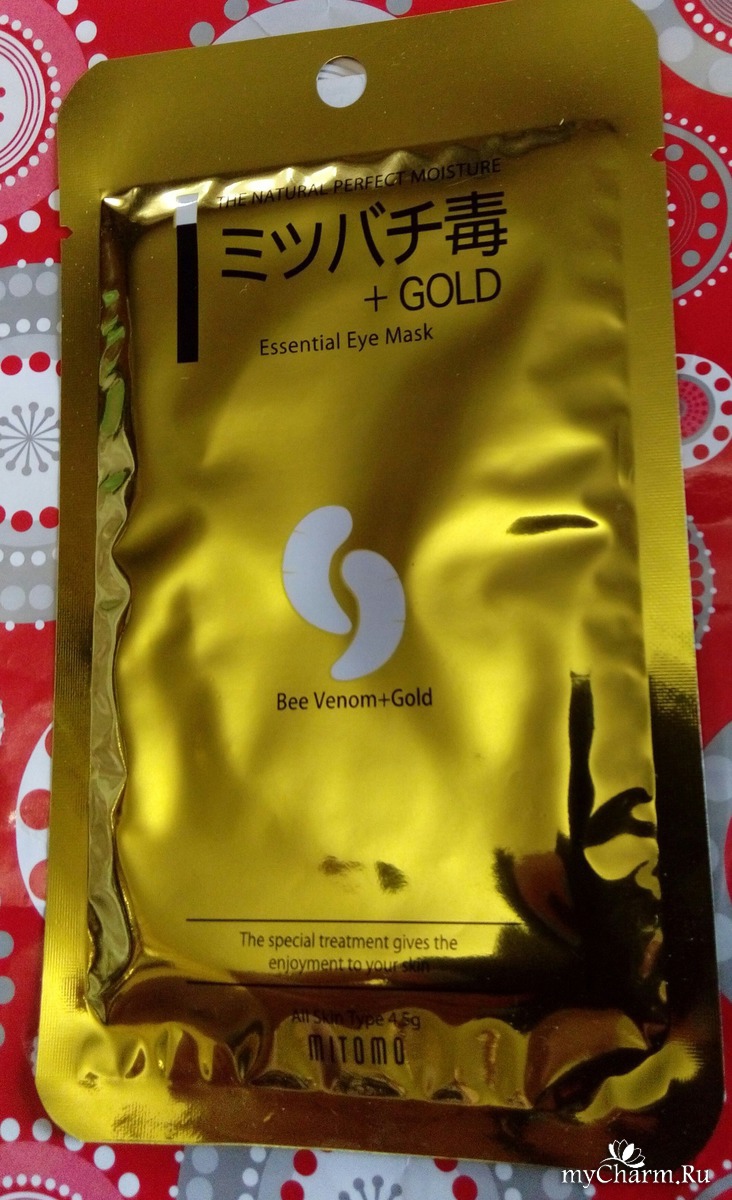 THE NATURAL PERFECT MOISTURE
ミツバチ毒
+ GOLD
Essential Eye Mask
Bee Venom+Gold
The special treatment gives the
enjoyment to your skin
All Skin Type 4.5g
MITOMO
myCharm.Ru